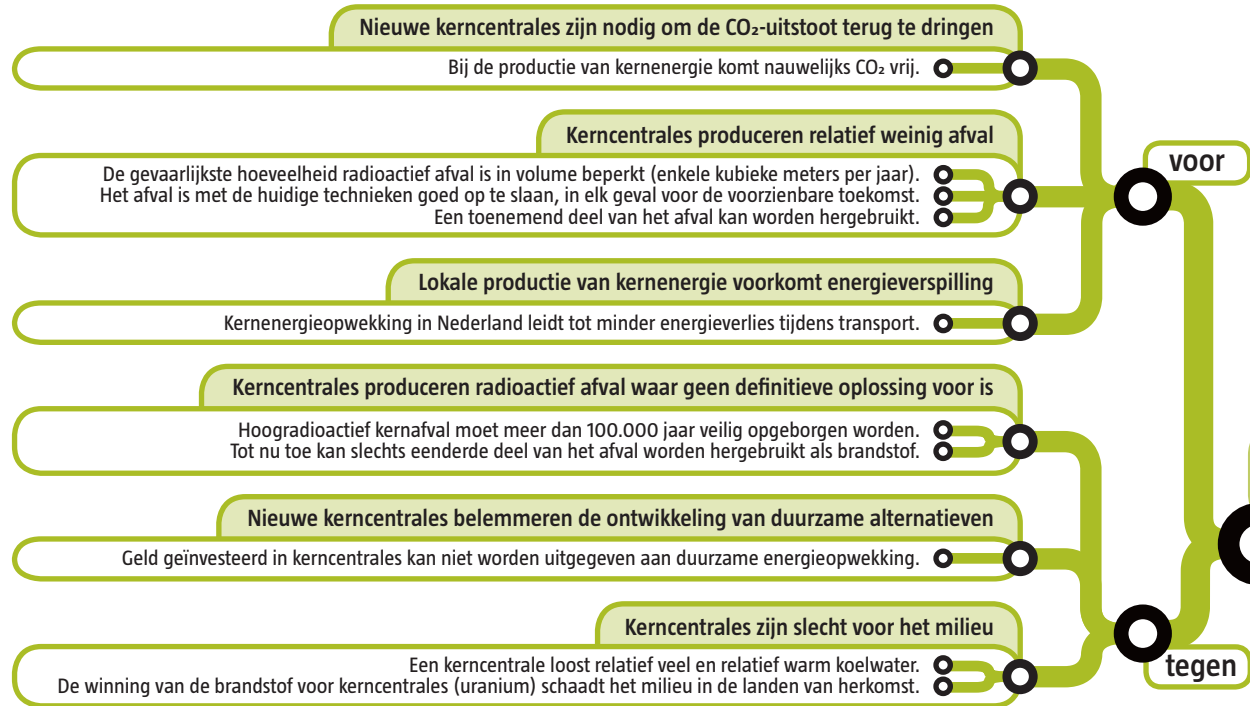 Nieuwe kerncentrales zijn nodig om de CO₂-uitstoot terug te dringen
Bij de productie van kernenergie komt nauwelijks CO₂ vrij.
Kerncentrales produceren relatief weinig afval
De gevaarlijkste hoeveelheid radioactief afval is in volume beperkt (enkele kubieke meters per jaar).
Het afval is met de huidige technieken goed op te slaan, in elk geval voor de voorzienbare toekomst.
Een toenemend deel van het afval kan worden hergebruikt.
voor
Lokale productie van kernenergie voorkomt energieverspilling
Kernenergieopwekking in Nederland leidt tot minder energieverlies tijdens transport.
Kerncentrales produceren radioactief afval waar geen definitieve oplossing voor is
Hoogradioactief kernafval moet meer dan 100.000 jaar veilig opgeborgen worden.
Tot nu toe kan slechts eenderde deel van het afval worden hergebruikt als brandstof.
Nieuwe kerncentrales belemmeren de ontwikkeling van duurzame alternatieven
Geld geïnvesteerd in kerncentrales kan niet worden uitgegeven aan duurzame energieopwekking.
Kerncentrales zijn slecht voor het milieu
Een kerncentrale loost relatief veel en relatief warm koelwater.
De winning van de brandstof voor kerncentrales (uranium) schaadt het milieu in de landen van herkomst.
tegen